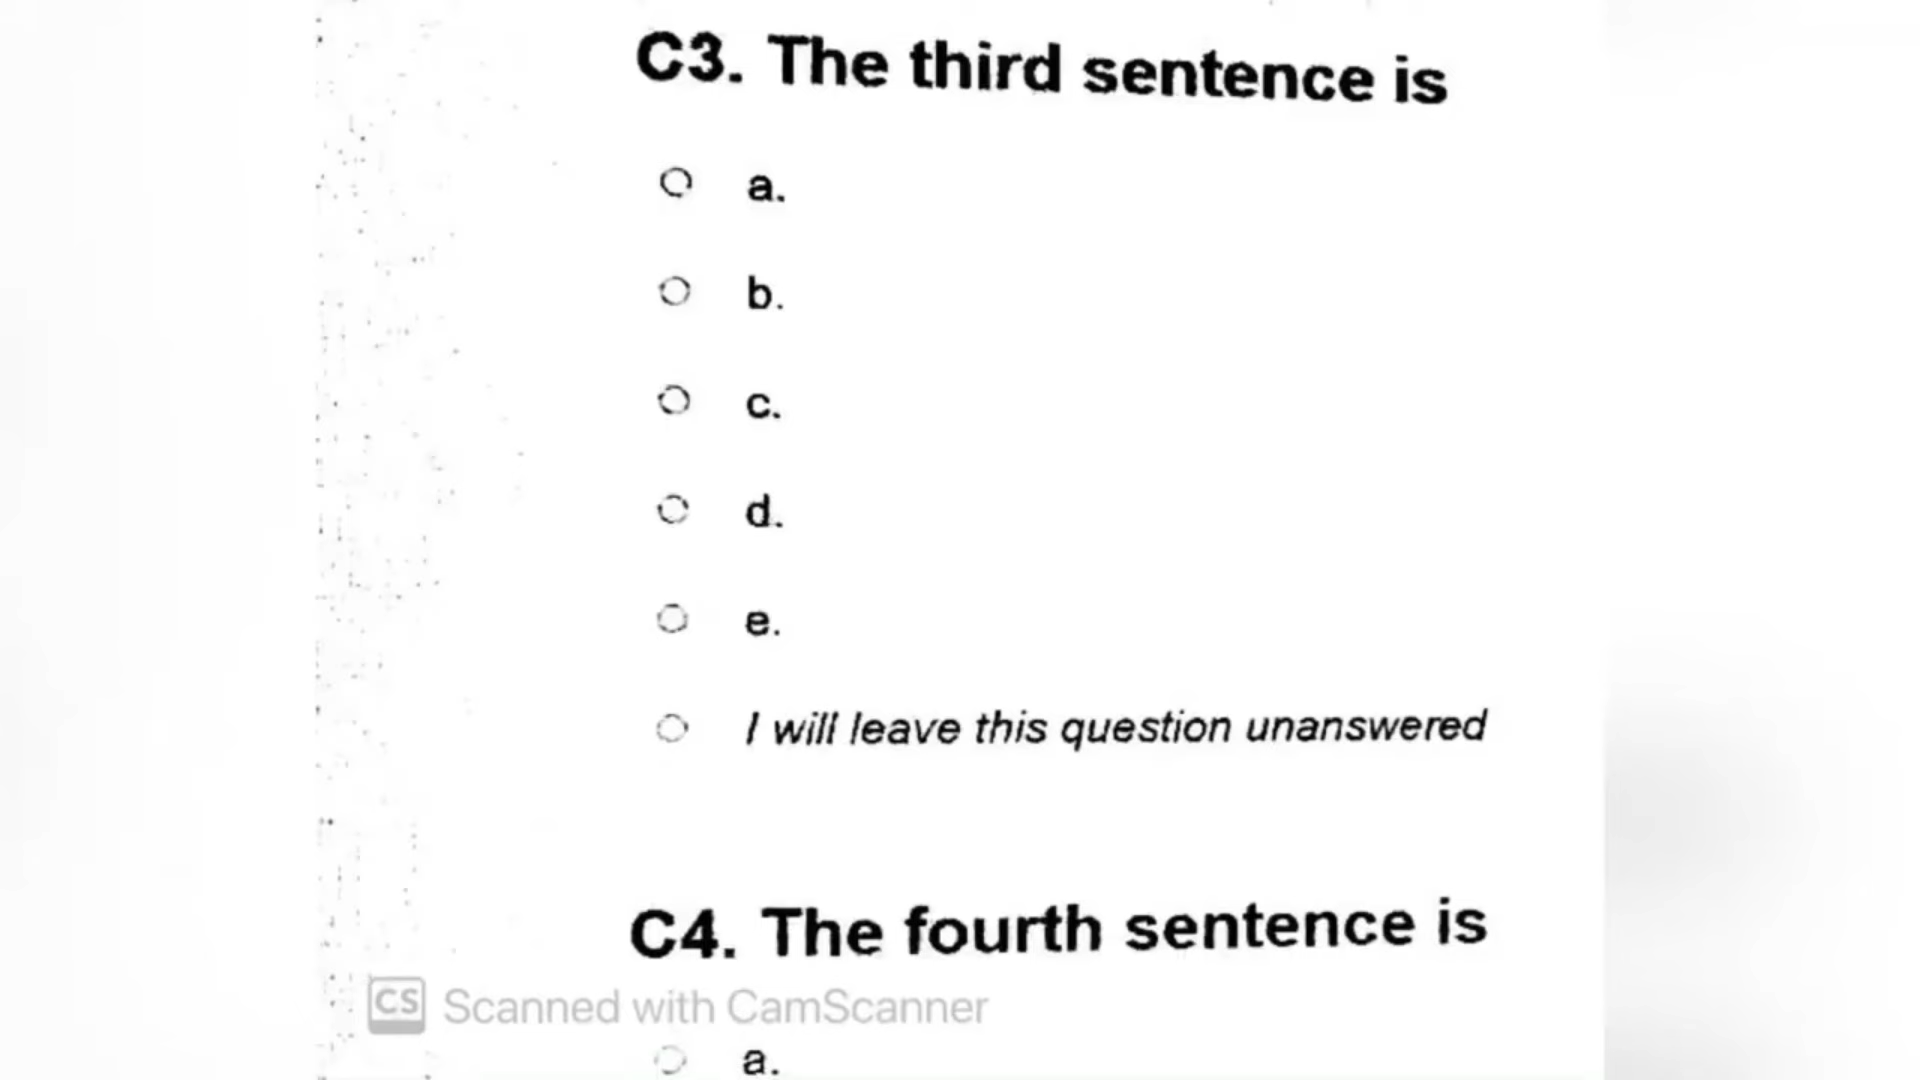 C3. The third sentence is
a.
b.
c.
d.
e.
I will leave this question unanswered
C4. The fourth sentence is
CS Scanned with CamScanner
a.